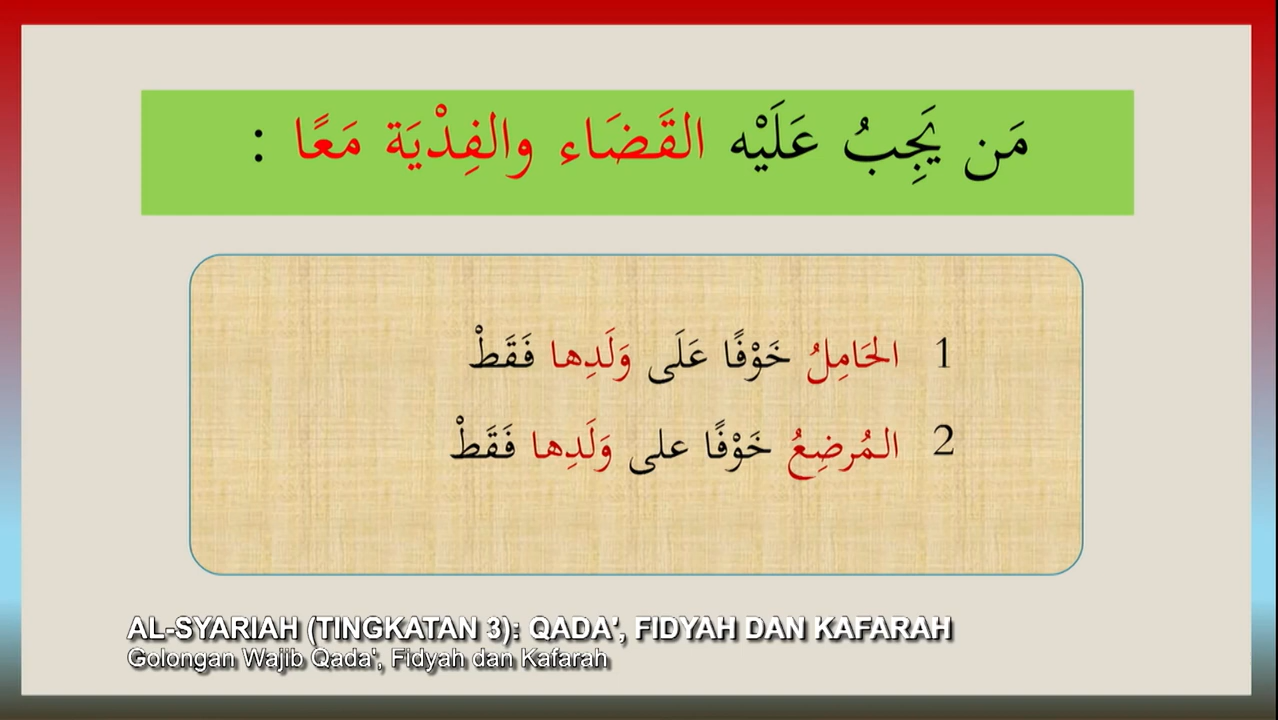 مَن يَجِبُ عَلَيْه القَضَاء والفِدْيَة مَعًا :
1 الحَامِلُ خَوْفًا عَلَى وَلَدِها فَقَطْ
2 المُرضِعُ خَوْفًا على وَلَدِها فَقَطْ
AL-SYARIAH (TINGKATAN 3): QADA', FIDYAH DAN KAFARAH
Golongan Wajib Qada', Fidyah dan Kafarah